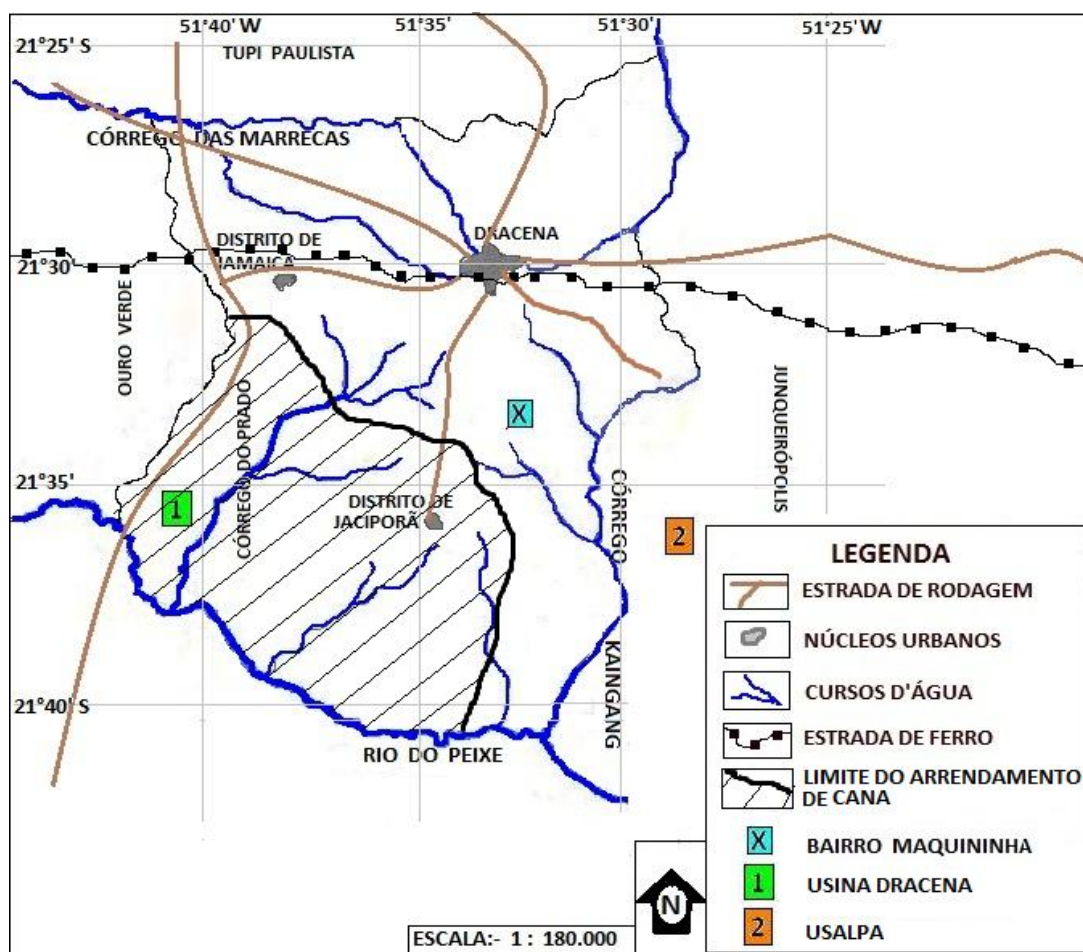 51°40' W
51°35'
51°30'
51°25'
21°25' S
TUPI PAULISTA
CÓRREGO DAS MARRECAS
DISTRITO DE
JAMAICA
DRACENA
21°30'
OURO VERDE
CÓRREGO DO PRADO
X
JUNQUEIRÓPOLIS
21°35'
1
DISTRITO DE
JACIPORÃ
CÓRREGO
KAINGANG
2
21°40' S
RIO DO PEIXE
LEGENDA
ESTRADA DE RODAGEM
NÚCLEOS URBANOS
CURSOS D'ÁGUA
ESTRADA DE FERRO
LIMITE DO ARRENDAMENTO
DE CANA
X BAIRRO MAQUININHA
1 USINA DRACENA
2 USALPA
N
ESCALA:- 1 : 180.000